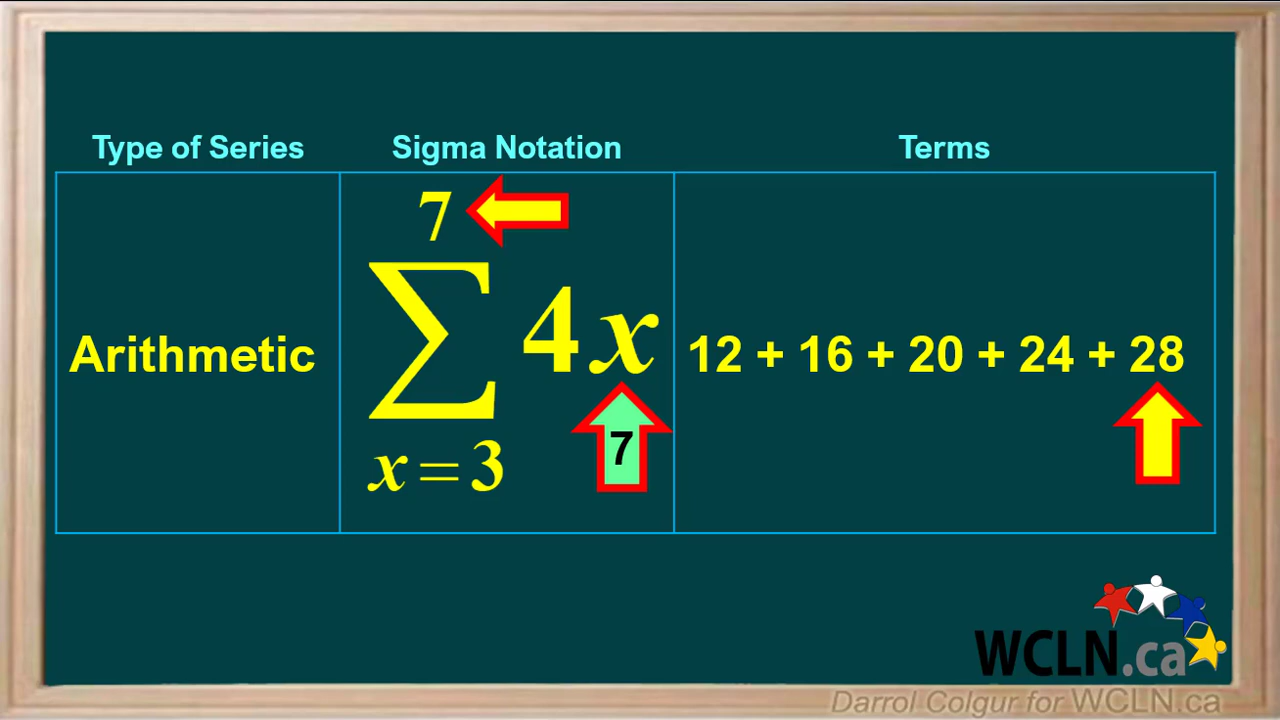 Type of Series Sigma Notation Terms
7
Arithmetic ∑ 4x 12 + 16 + 20 + 24 + 28
7
x = 3
WCLN.ca
Darrol Colgur for WCLN.ca